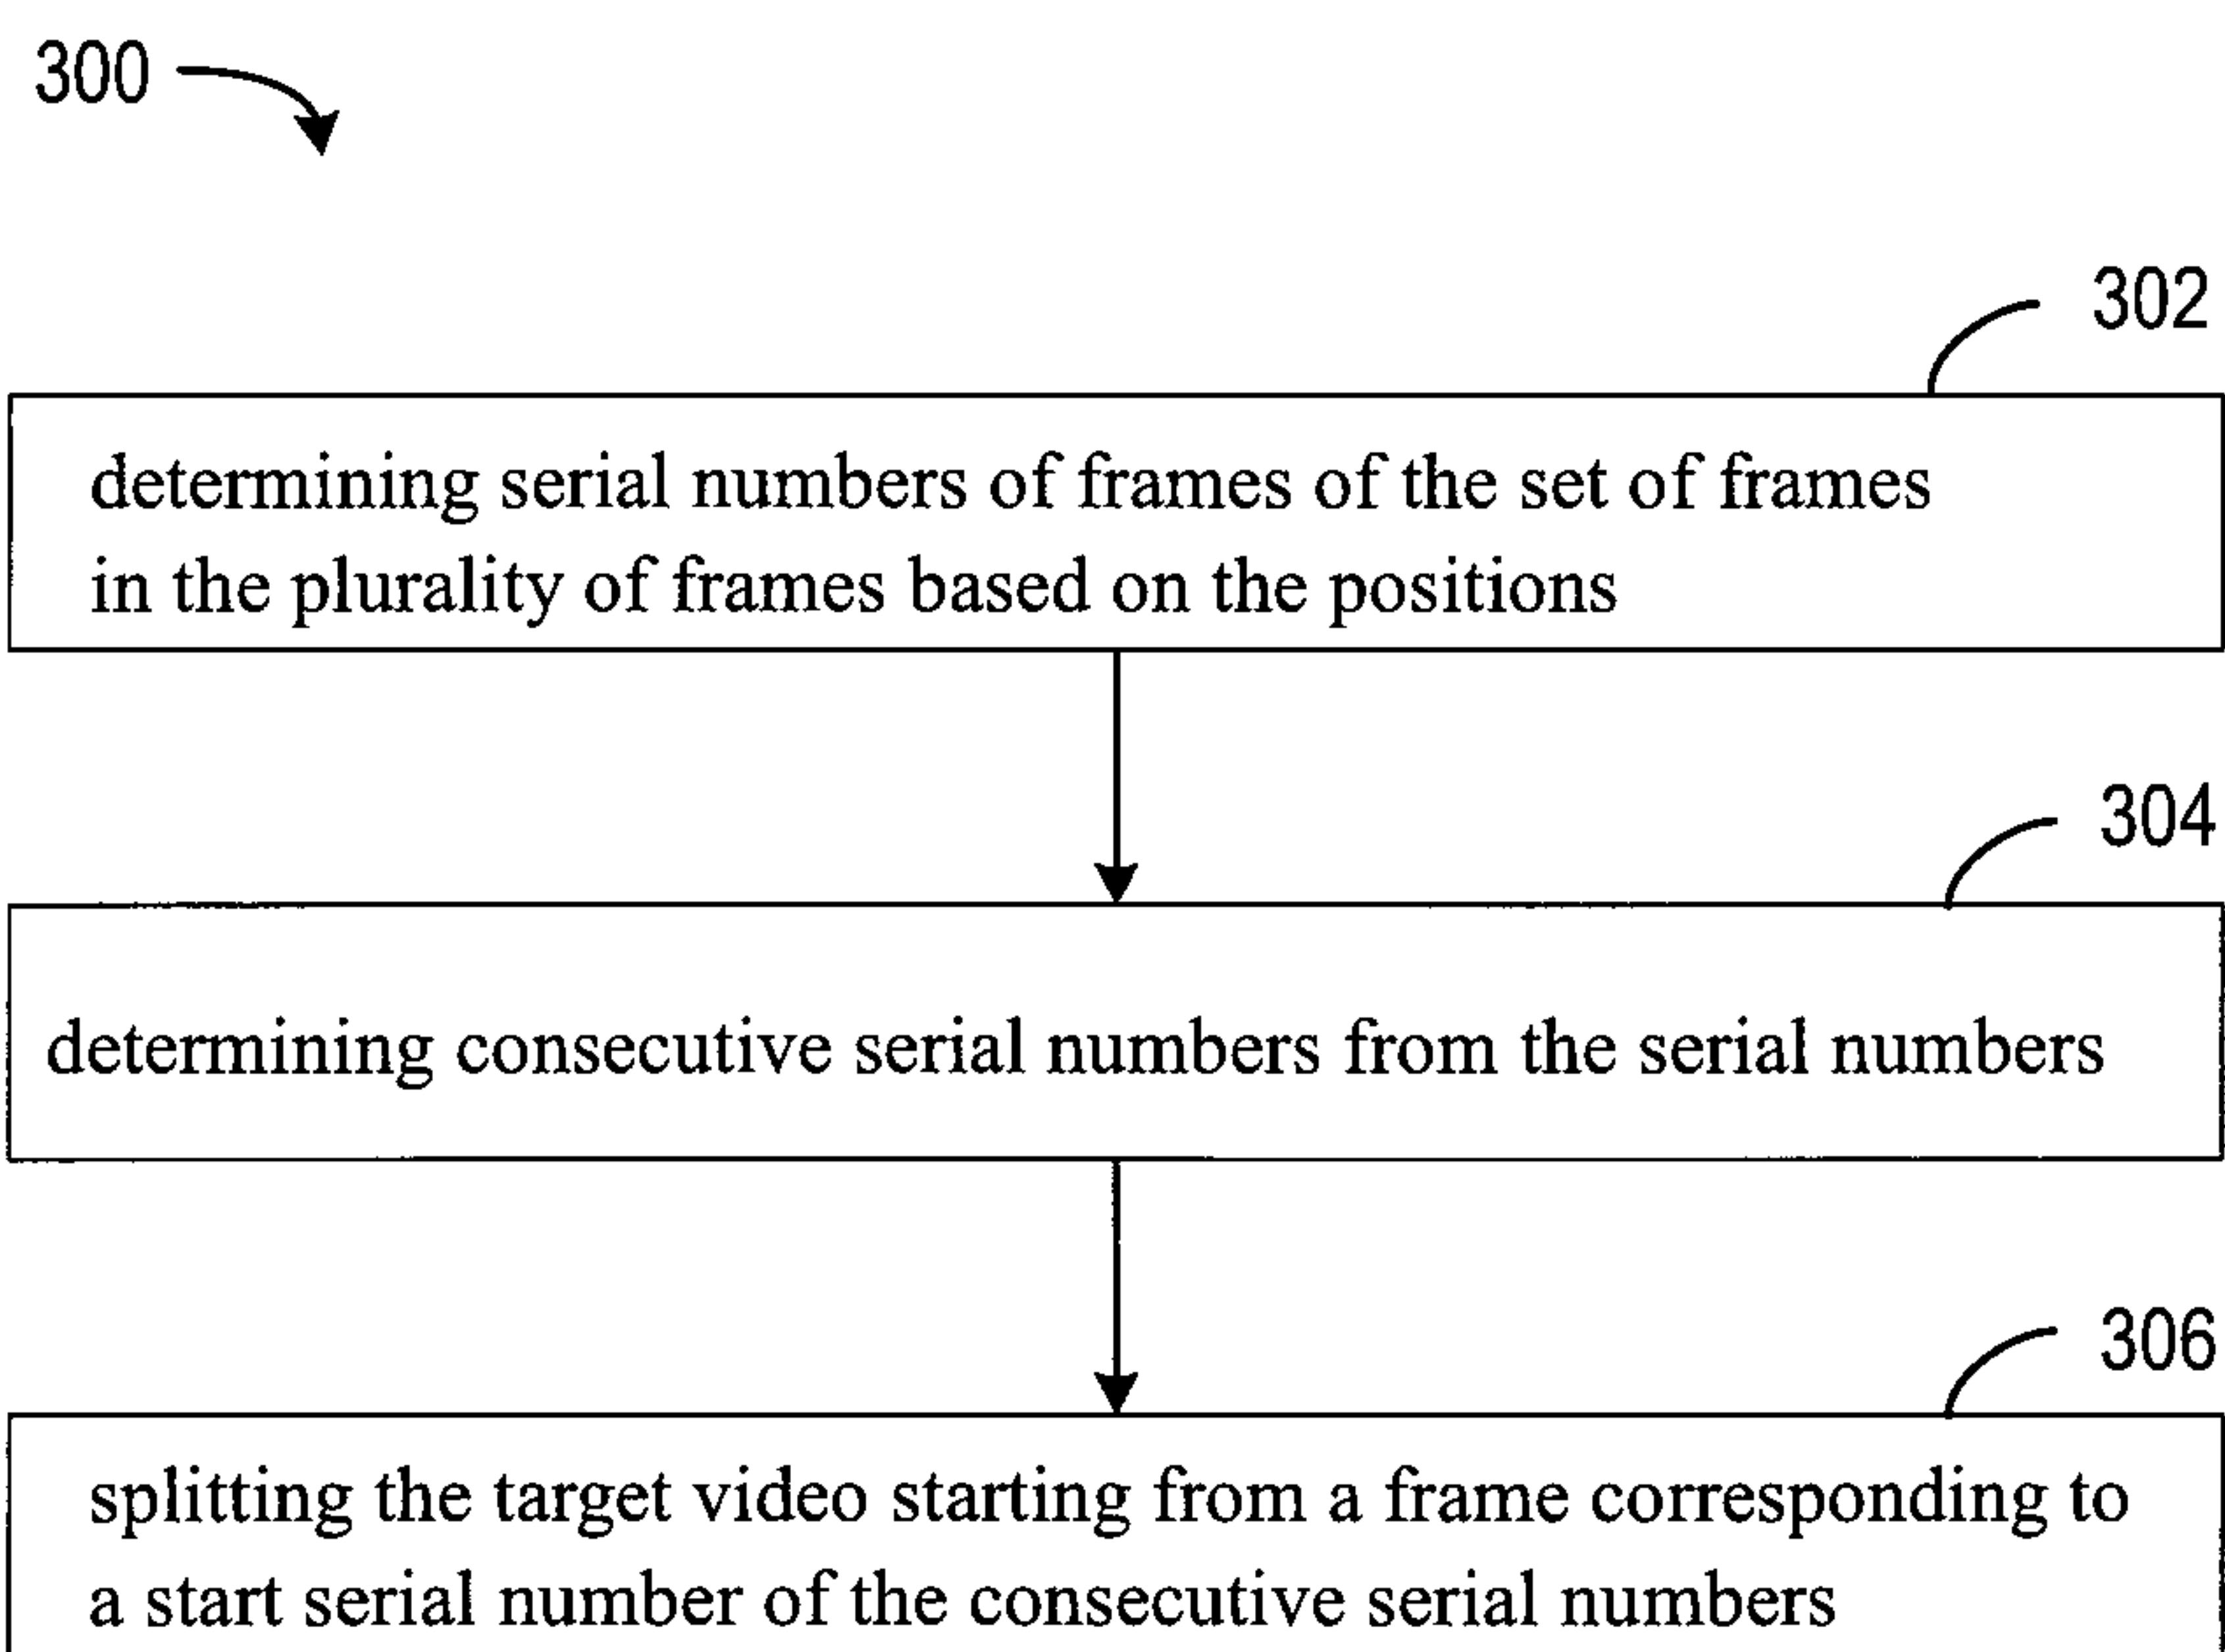 300
302
determining serial numbers of frames of the set of frames
in the plurality of frames based on the positions
304
determining consecutive serial numbers from the serial numbers
306
splitting the target video starting from a frame corresponding to
a start serial number of the consecutive serial numbers